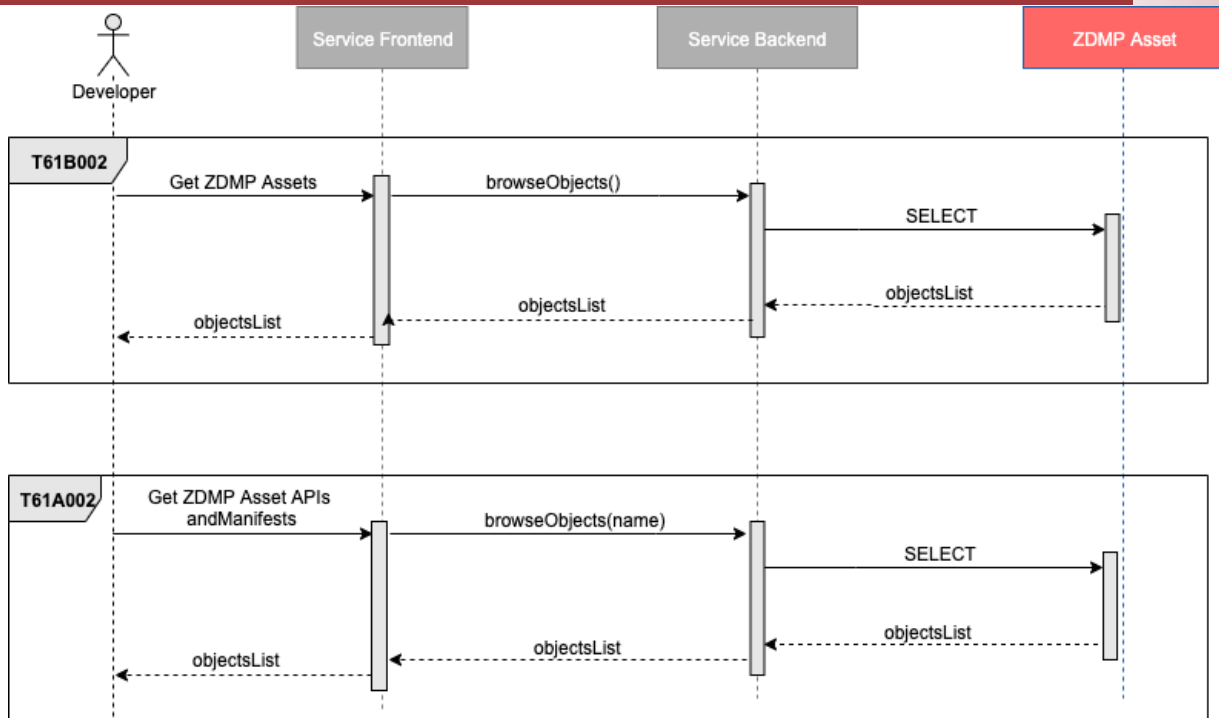 Service Frontend
Service Backend
ZDMP Asset
Developer
T61B002
Get ZDMP Assets
browseObjects()
SELECT
objectsList
objectsList
objectsList
T61A002
Get ZDMP Asset APIs
andManifests
browseObjects(name)
SELECT
objectsList
objectsList
objectsList